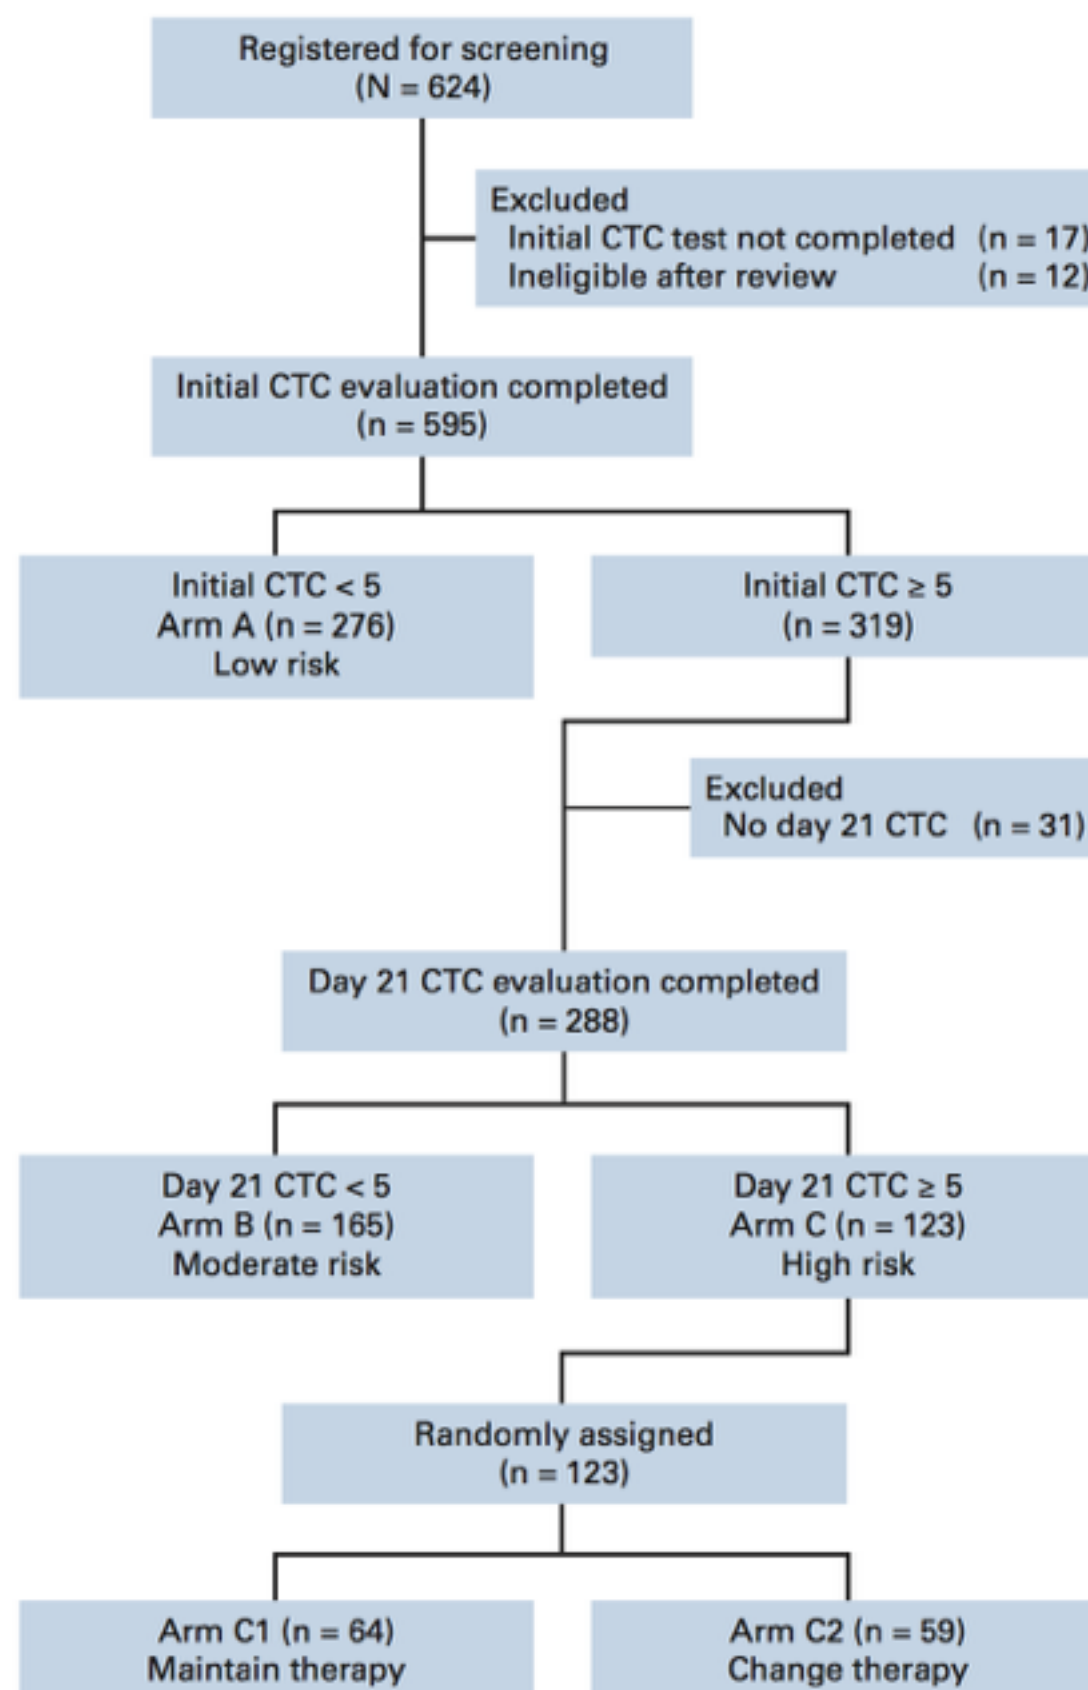 Registered for screening
(N = 624)
Excluded
Initial CTC test not completed (n = 17)
Ineligible after review (n = 12)
Initial CTC evaluation completed
(n = 595)
Initial CTC < 5
Arm A (n = 276)
Low risk
Initial CTC ≥ 5
(n = 319)
Excluded
No day 21 CTC (n = 31)
Day 21 CTC evaluation completed
(n = 288)
Day 21 CTC < 5
Arm B (n = 165)
Moderate risk
Day 21 CTC ≥ 5
Arm C (n = 123)
High risk
Randomly assigned
(n = 123)
Arm C1 (n = 64)
Maintain therapy
Arm C2 (n = 59)
Change therapy